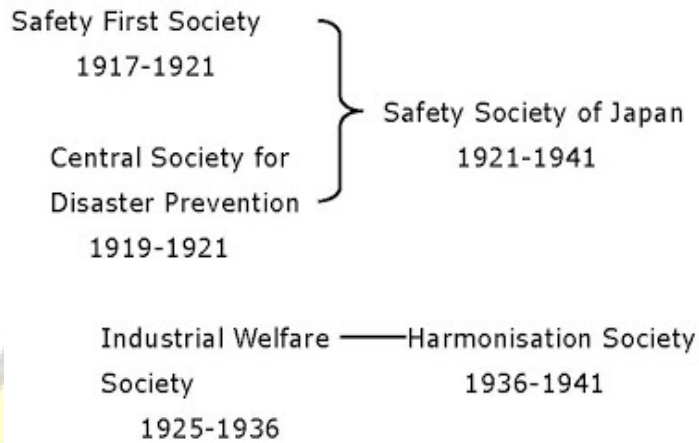 Safety First Society
1917-1921
Safety Society of Japan
1921-1941
Central Society for
Disaster Prevention
1919-1921
Industrial Welfare
Society
1925-1936
Harmonisation Society
1936-1941